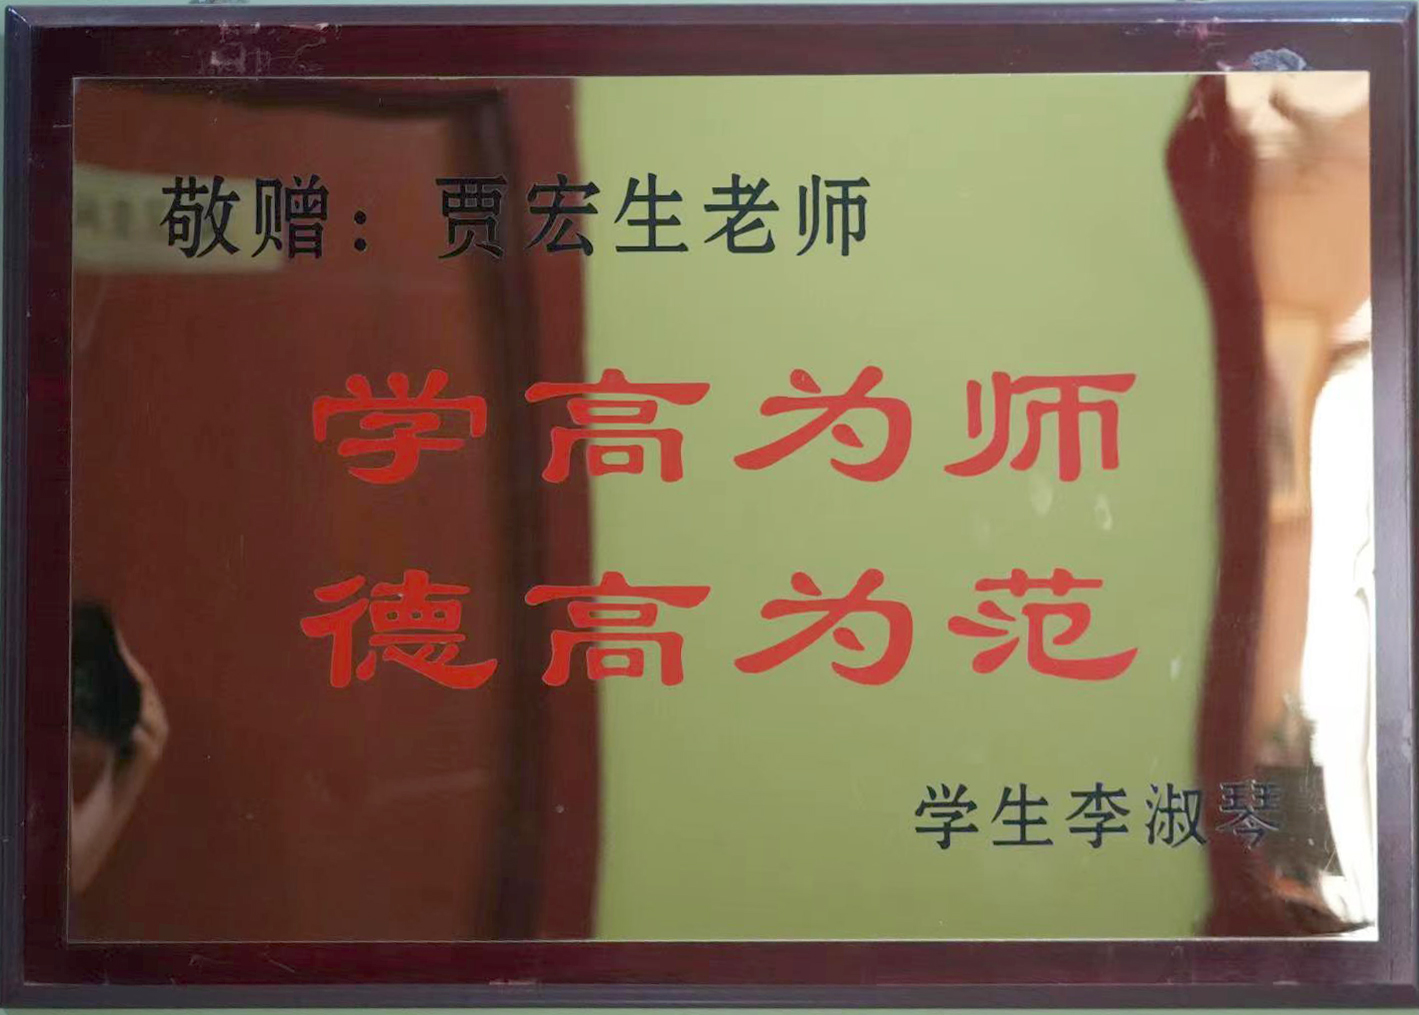 敬赠：贾宏生老师
学高为师
德高为范
学生李淑琴